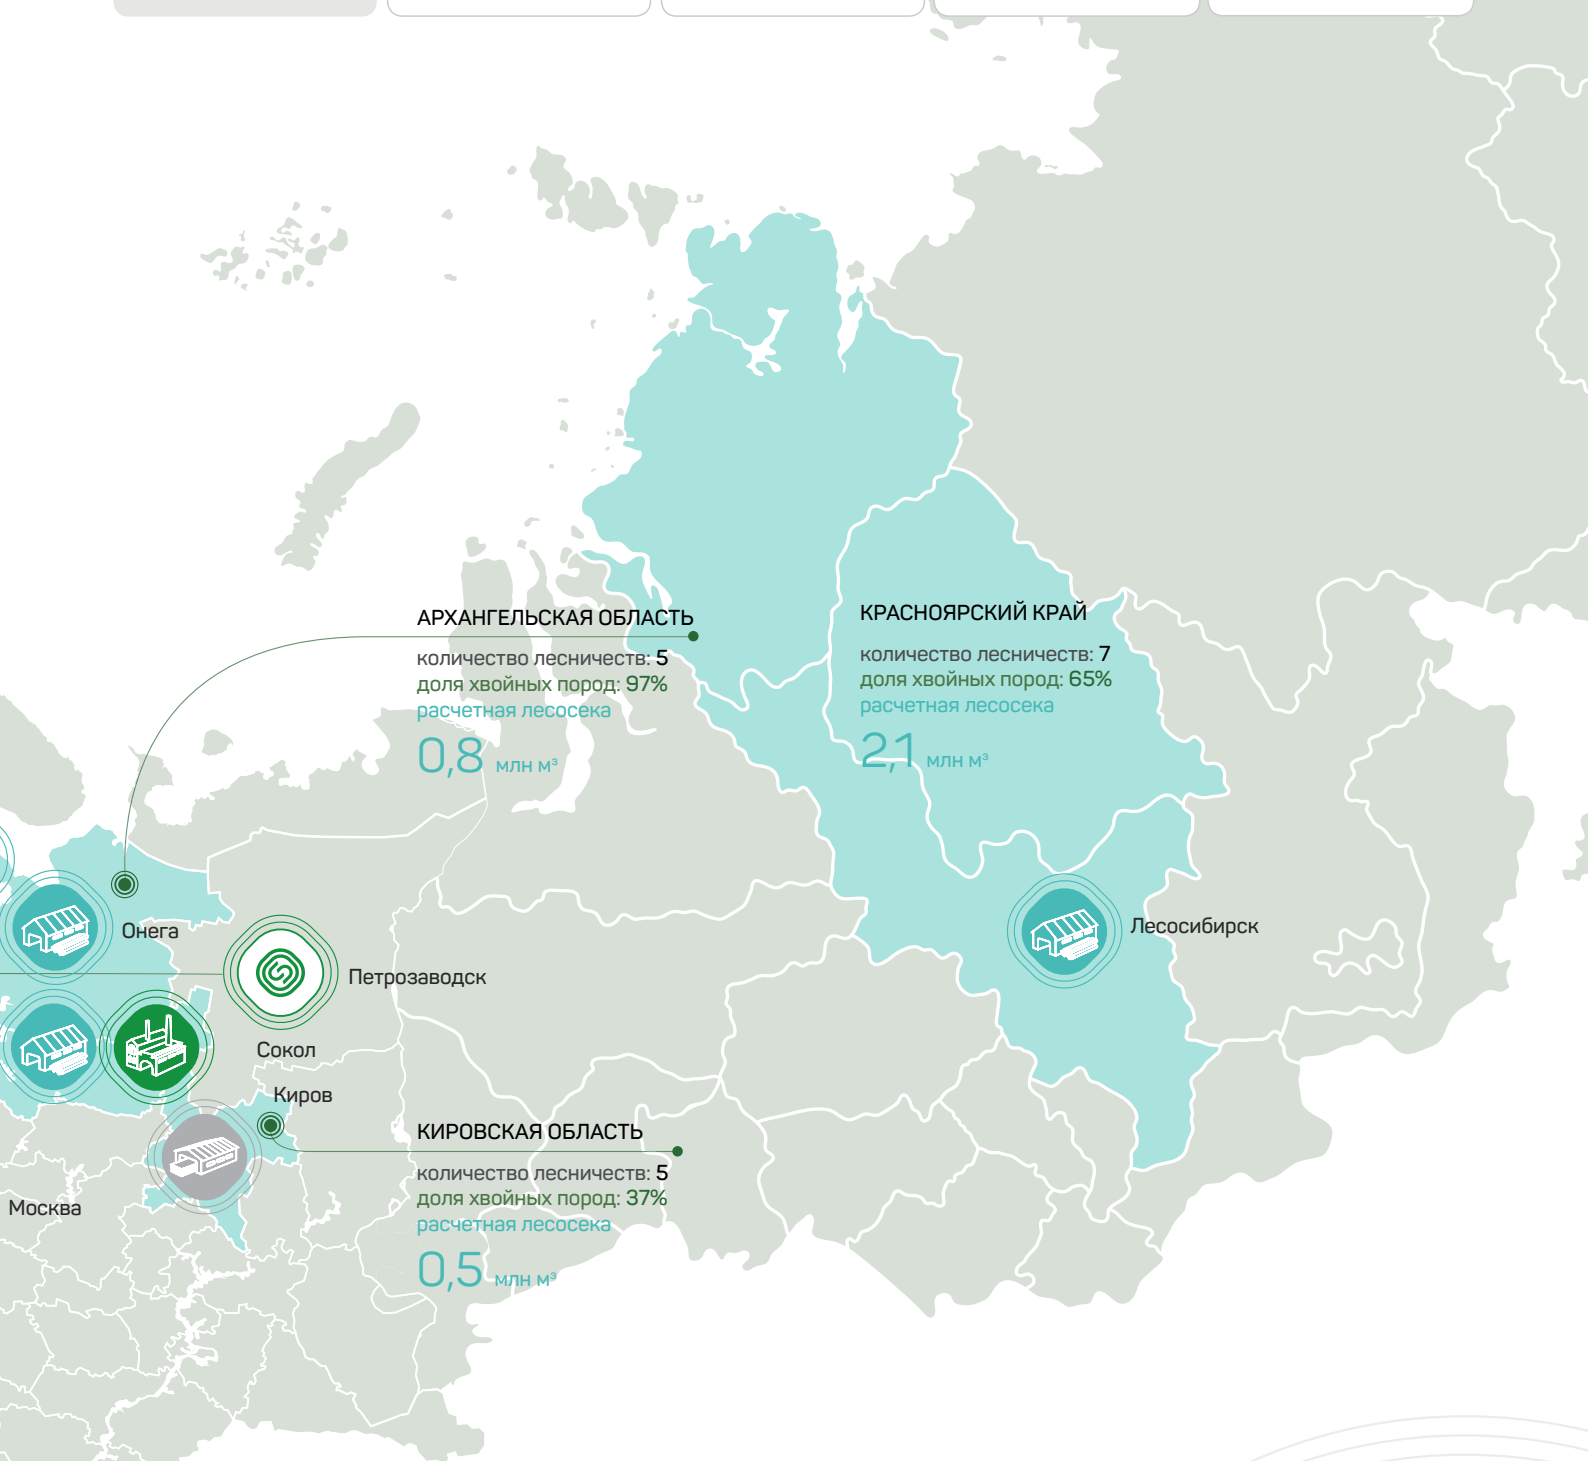 АРХАНГЕЛЬСКАЯ ОБЛАСТЬ
количество лесничеств: 5
доля хвойных пород: 97%
расчетная лесосека
0,8 млн м³
КРАСНОЯРСКИЙ КРАЙ
количество лесничеств: 7
доля хвойных пород: 65%
расчетная лесосека
2,1 млн м³
Онега
Лесосибирск
Петрозаводск
Сокол
Киров
КИРОВСКАЯ ОБЛАСТЬ
количество лесничеств: 5
доля хвойных пород: 37%
расчетная лесосека
0,5 млн м³
Москва